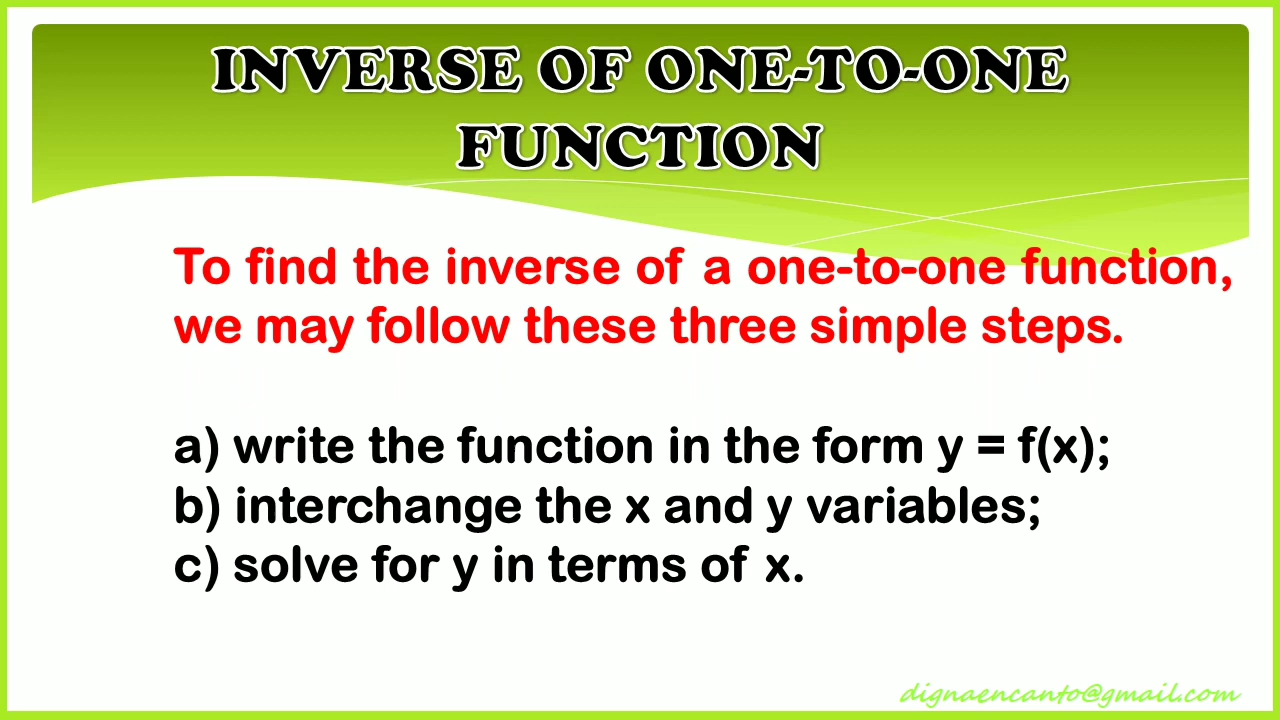 INVERSE OF ONE-TO-ONE
FUNCTION
To find the inverse of a one-to-one function,
we may follow these three simple steps.
a) write the function in the form y = f(x);
b) interchange the x and y variables;
c) solve for y in terms of x.
dignaencanto@gmail.com